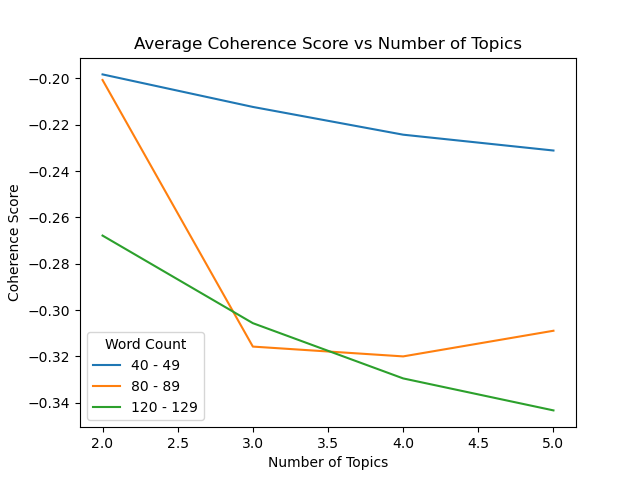 Average Coherence Score vs Number of Topics
Coherence Score
−0.20
−0.22
−0.24
−0.26
−0.28
−0.30
−0.32
−0.34
Word Count
40 - 49
80 - 89
120 - 129
2.0 2.5 3.0 3.5 4.0 4.5 5.0
Number of Topics